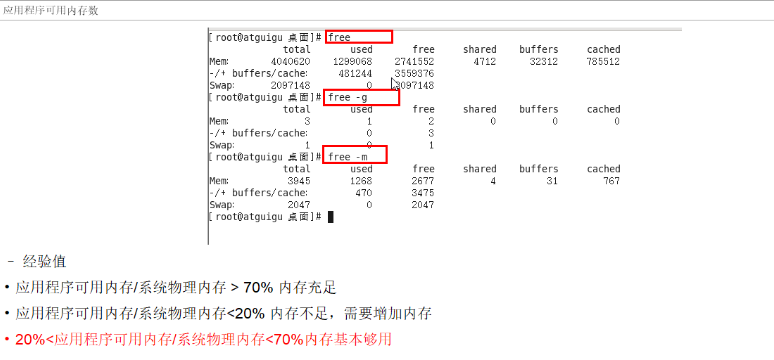 应用程序可用内存数
[root@atguigu 桌面]# free
total used free shared buffers cached
Mem: 4040620 1299068 2741552 4712 32312 785512
-/+ buffers/cache: 481244 3559376
Swap: 2097148 0 2097148
[root@atguigu 桌面]# free -g
total used free shared buffers cached
Mem: 3 1 2 0 0 0
-/+ buffers/cache: 0 3
Swap: 1 0 1
[root@atguigu 桌面]# free -m
total used free shared buffers cached
Mem: 3945 1268 2677 4 31 767
-/+ buffers/cache: 470 3475
Swap: 2047 0 2047
[root@atguigu 桌面]#
– 经验值
• 应用程序可用内存/系统物理内存 > 70% 内存充足
• 应用程序可用内存/系统物理内存<20% 内存不足，需要增加内存
• 20%<应用程序可用内存/系统物理内存<70%内存基本够用